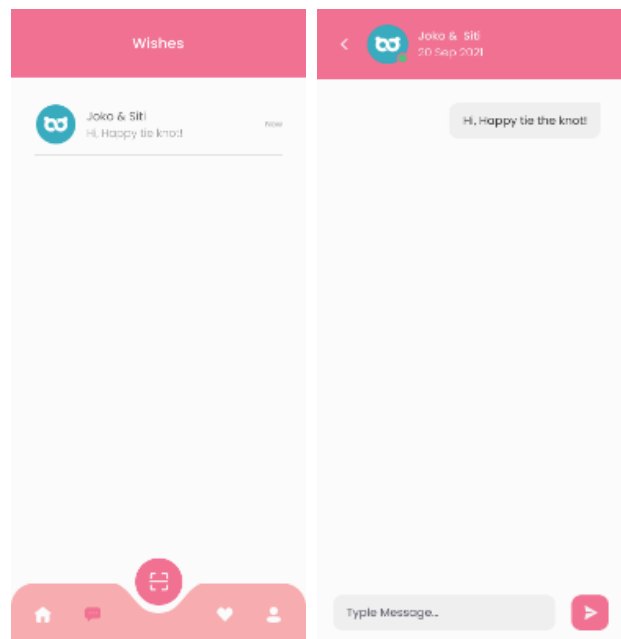 Wishes
Joko & Siti
Hi, Happy tie knot!
Now
Joko & Siti
20 Sep 2021
Hi, Happy tie the knot!
Typle Message...